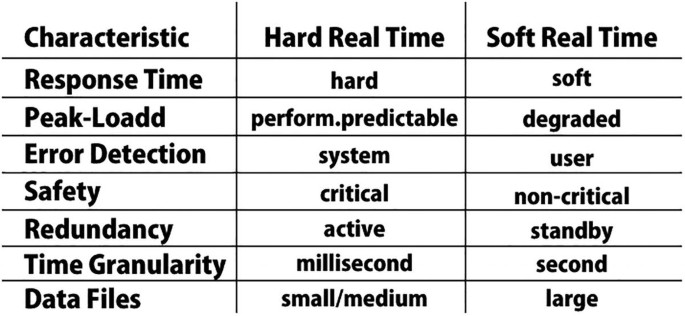 Characteristic Hard Real Time Soft Real Time
Response Time hard soft
Peak-Loadd perform.predictable degraded
Error Detection system user
Safety critical non-critical
Redundancy active standby
Time Granularity millisecond second
Data Files small/medium large